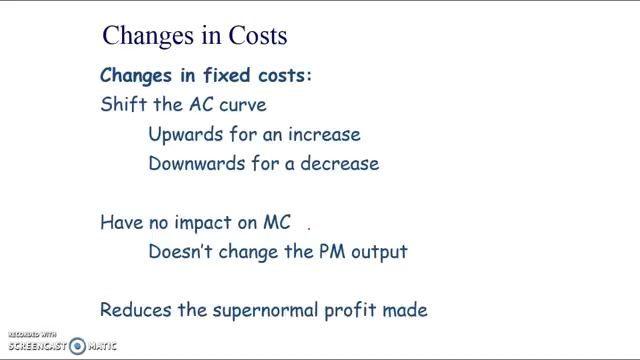 Changes in Costs
Changes in fixed costs:
Shift the AC curve
Upwards for an increase
Downwards for a decrease
Have no impact on MC
Doesn't change the PM output
Reduces the supernormal profit made
RECORDED WITH
SCREENCAST MATIC